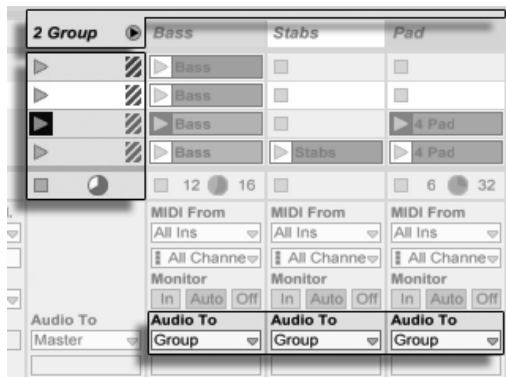 2 Group Bass Stabs Pad
Bass
Bass
Bass 4 Pad
Bass Stabs 4 Pad
12 16 6 32
MIDI From MIDI From MIDI From
All Ins All Ins All Ins
All Channe All Channe All Channe
Monitor Monitor Monitor
In Auto Off In Auto Off In Auto Off
Audio To Audio To Audio To Audio To
Master Group Group Group